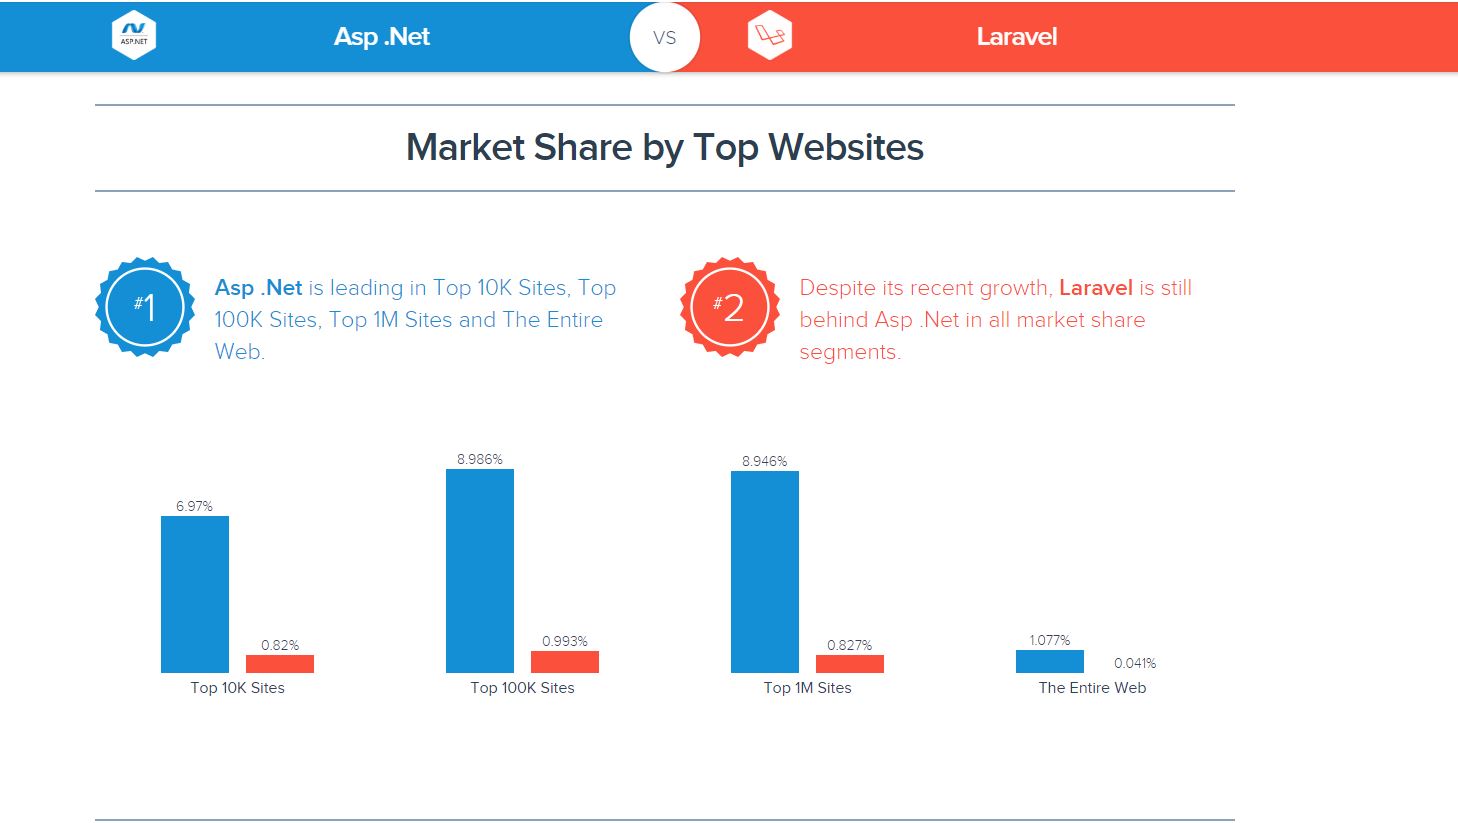 ASP.NET
Asp .Net
VS
Laravel
Market Share by Top Websites
#1
Asp .Net is leading in Top 10K Sites, Top
100K Sites, Top 1M Sites and The Entire
Web.
#2
Despite its recent growth, Laravel is still
behind Asp .Net in all market share
segments.
6.97%
0.82%
Top 10K Sites
8.986%
0.993%
Top 100K Sites
8.946%
0.827%
Top 1M Sites
1.077%
0.041%
The Entire Web